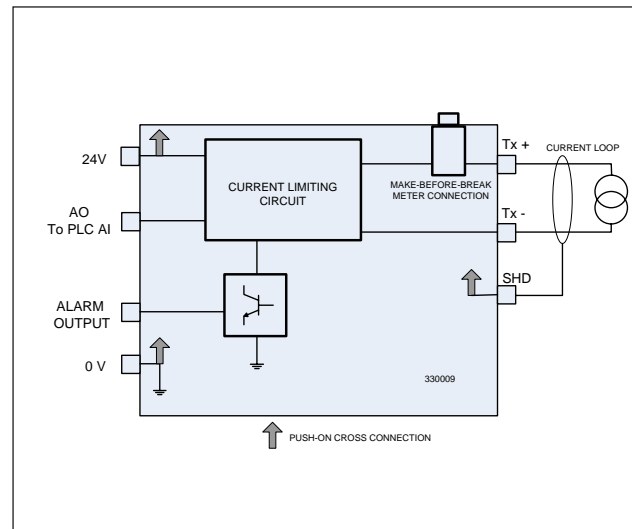 24V
AO
To PLC AI
ALARM
OUTPUT
0 V
CURRENT LIMITING
CIRCUIT
MAKE-BEFORE-BREAK
METER CONNECTION
Tx +
CURRENT LOOP
Tx -
SHD
330009
PUSH-ON CROSS CONNECTION